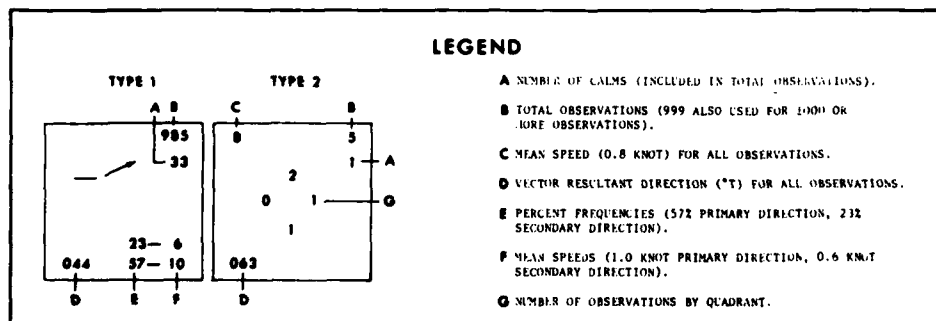 LEGEND
TYPE 1
TYPE 2
A B
985
33
23— 6
044 57— 10
D E F
C B
8 5
1 — A
2
0 1 — G
1
063
D
A NUMBER OF CALMS (INCLUDED IN TOTAL OBSERVATIONS).
B TOTAL OBSERVATIONS (999 ALSO USED FOR 1000 OR
MORE OBSERVATIONS).
C MEAN SPEED (0.8 KNOT) FOR ALL OBSERVATIONS.
D VECTOR RESULTANT DIRECTION (°T) FOR ALL OBSERVATIONS.
E PERCENT FREQUENCIES (57% PRIMARY DIRECTION, 23%
SECONDARY DIRECTION).
F MEAN SPEEDS (1.0 KNOT PRIMARY DIRECTION, 0.6 KNOT
SECONDARY DIRECTION).
G NUMBER OF OBSERVATIONS BY QUADRANT.